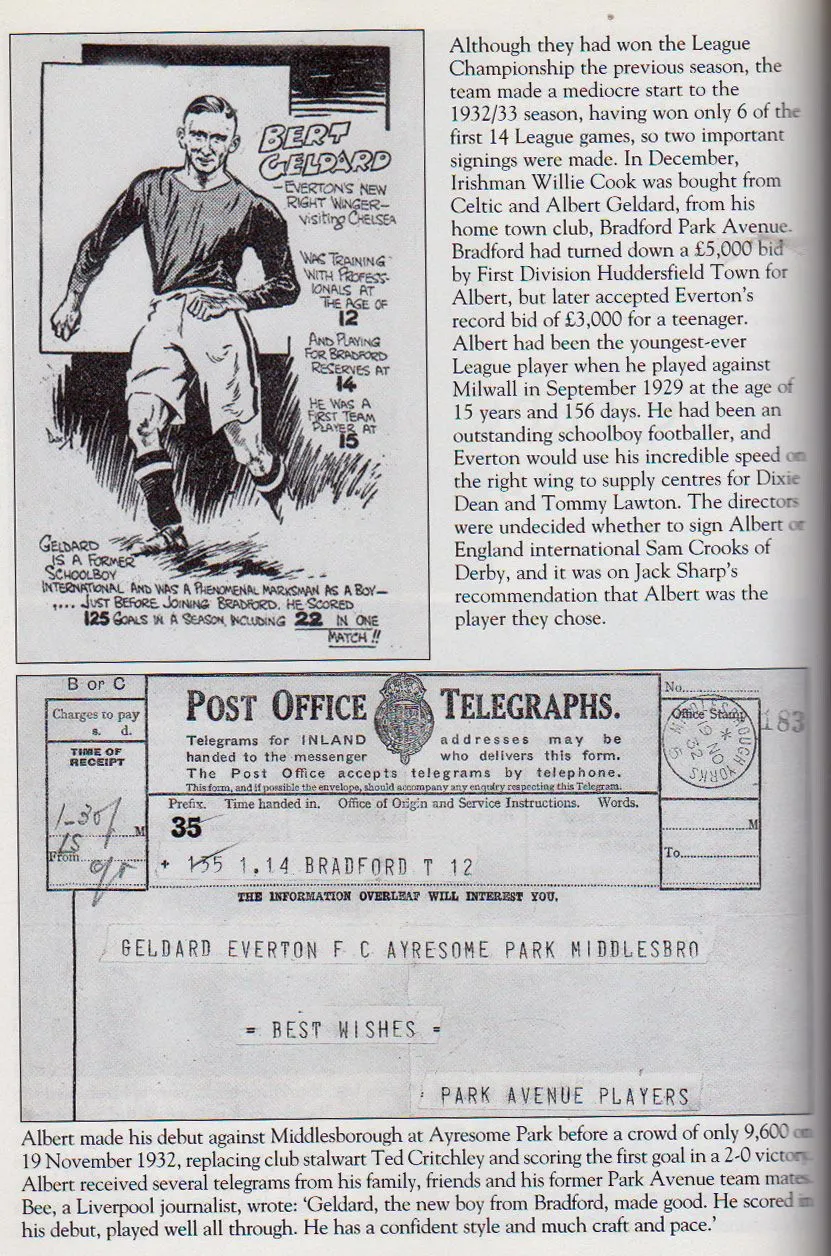 BERT
GELDARD
—EVERTON'S NEW
RIGHT WINGER—
visiting CHELSEA
WAS TRAINING
WITH PROFESS-
IONALS AT
THE AGE OF
12
AND PLAYING
FOR BRADFORD
RESERVES AT
14
HE WAS A
FIRST TEAM
PLAYER AT
15
GELDARD
IS A FORMER
SCHOOLBOY
INTERNATIONAL AND WAS A PHENOMENAL MARKSMAN AS A BOY—
.... JUST BEFORE JOINING BRADFORD. HE SCORED
125 GOALS IN A SEASON, INCLUDING 22 IN ONE
MATCH!!
Although they had won the League
Championship the previous season, the
team made a mediocre start to the
1932/33 season, having won only 6 of the
first 14 League games, so two important
signings were made. In December,
Irishman Willie Cook was bought from
Celtic and Albert Geldard, from his
home town club, Bradford Park Avenue.
Bradford had turned down a £5,000 bid
by First Division Huddersfield Town for
Albert, but later accepted Everton's
record bid of £3,000 for a teenager.
Albert had been the youngest-ever
League player when he played against
Milwall in September 1929 at the age of
15 years and 156 days. He had been an
outstanding schoolboy footballer, and
Everton would use his incredible speed on
the right wing to supply centres for Dixie
Dean and Tommy Lawton. The directors
were undecided whether to sign Albert or
England international Sam Crooks of
Derby, and it was on Jack Sharp's
recommendation that Albert was the
player they chose.
B or C
Charges to pay
s. d.
TIME OF
RECEIPT
1-30
M
15
From
POST OFFICE TELEGRAPHS.
Telegrams for INLAND addresses may be
handed to the messenger who delivers this form.
The Post Office accepts telegrams by telephone.
This form, and if possible the envelope, should accompany any enquiry respecting this Telegram.
Prefix. Time handed in. Office of Origin and Service Instructions. Words.
35
+ 135 1.14 BRADFORD T 12
No.
Office Stamp
MIDDLESBROUGH YORKS
19 NO
32
183
M
To
THE INFORMATION OVERLEAF WILL INTEREST YOU.
GELDARD EVERTON F C AYRESOME PARK MIDDLESBRO
= BEST WISHES =
PARK AVENUE PLAYERS
Albert made his debut against Middlesborough at Ayresome Park before a crowd of only 9,600 on
19 November 1932, replacing club stalwart Ted Critchley and scoring the first goal in a 2-0 victory.
Albert received several telegrams from his family, friends and his former Park Avenue team mates.
Bee, a Liverpool journalist, wrote: 'Geldard, the new boy from Bradford, made good. He scored in
his debut, played well all through. He has a confident style and much craft and pace.'